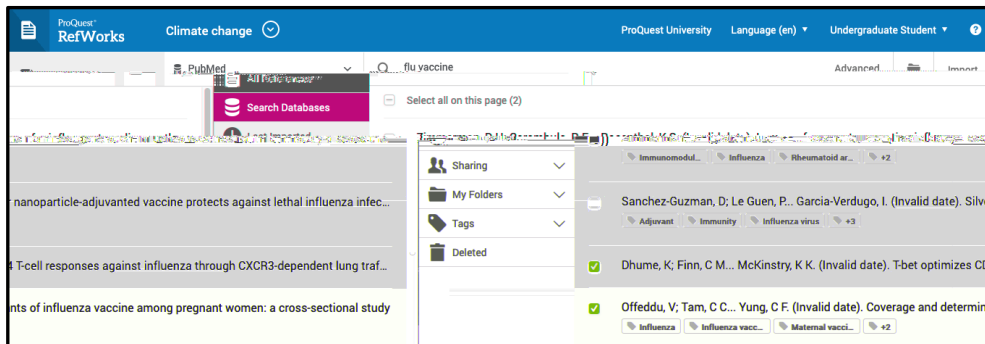 ProQuest
RefWorks
Climate change
ProQuest University
Language (en)
Undergraduate Student
PubMed
flu vaccine
Advanced
Import
All References
Search Databases
Select all on this page (2)
Last Imported
Immunomodul... Influenza Rheumatoid ar... +2
Sharing
My Folders
Tags
Deleted
r nanoparticle-adjuvanted vaccine protects against lethal influenza infec...
Sanchez-Guzman, D; Le Guen, P... Garcia-Verdugo, I. (Invalid date). Silve
Adjuvant Immunity Influenza virus +3
4 T-cell responses against influenza through CXCR3-dependent lung traf...
Dhume, K; Finn, C M... McKinstry, K K. (Invalid date). T-bet optimizes CD
nts of influenza vaccine among pregnant women: a cross-sectional study
Offeddu, V; Tam, C C... Yung, C F. (Invalid date). Coverage and determin
Influenza Influenza vacc... Maternal vacci... +2